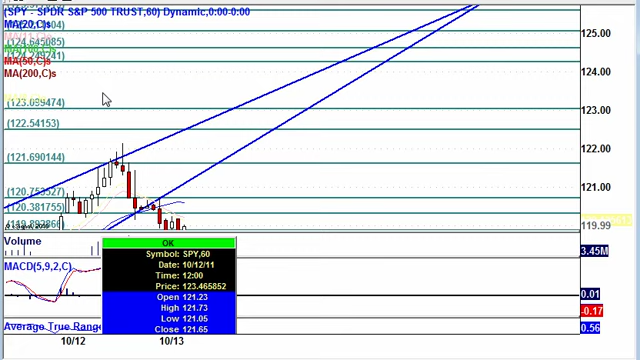 (SPY - SPDR S&P 500 TRUST,60) Dynamic,0:00-0:00
MA(20,C)s
(124.645085)
(124.249241)
MA(50,C)s
MA(200,C)s
(122.54153)
(121.690144)
(120.753527)
(120.381755)
125.00
124.00
123.00
122.00
121.00
119.99
Volume
3.45M
MACD(5,9,2,C)
0.01
-0.17
Average True Range
0.56
OK
Symbol: SPY,60
Date: 10/12/11
Time: 12:00
Price: 123.465852
Open 121.23
High 121.73
Low 121.05
Close 121.65
10/12
10/13